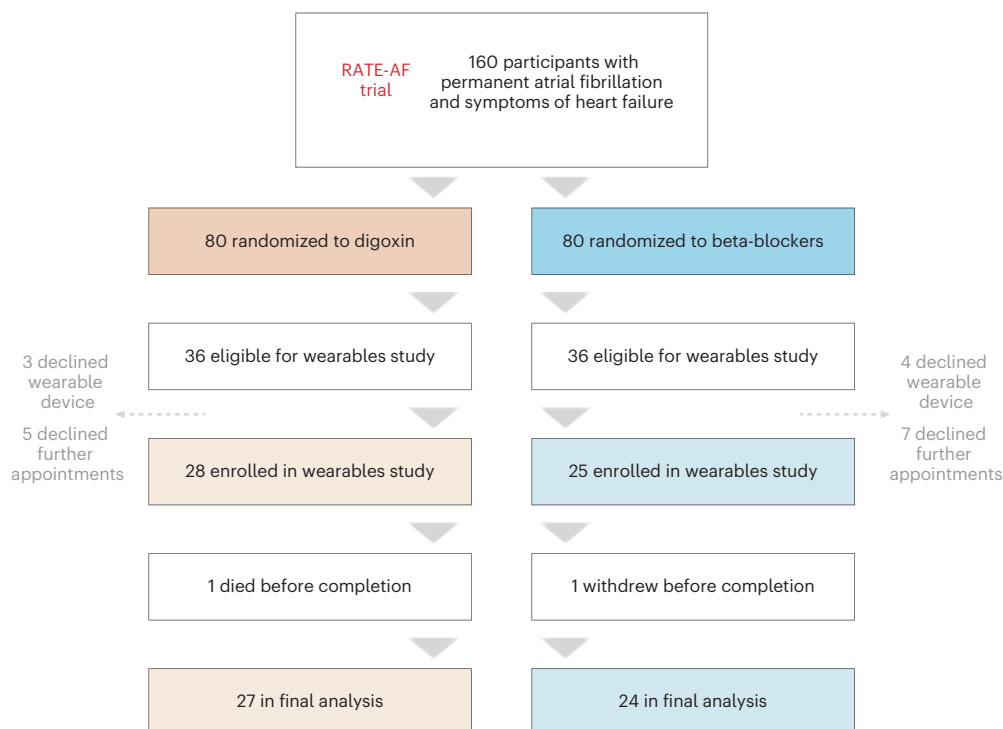 RATE-AF
trial
160 participants with
permanent atrial fibrillation
and symptoms of heart failure
80 randomized to digoxin
80 randomized to beta-blockers
36 eligible for wearables study
36 eligible for wearables study
3 declined
wearable
device
5 declined
further
appointments
4 declined
wearable
device
7 declined
further
appointments
28 enrolled in wearables study
25 enrolled in wearables study
1 died before completion
1 withdrew before completion
27 in final analysis
24 in final analysis